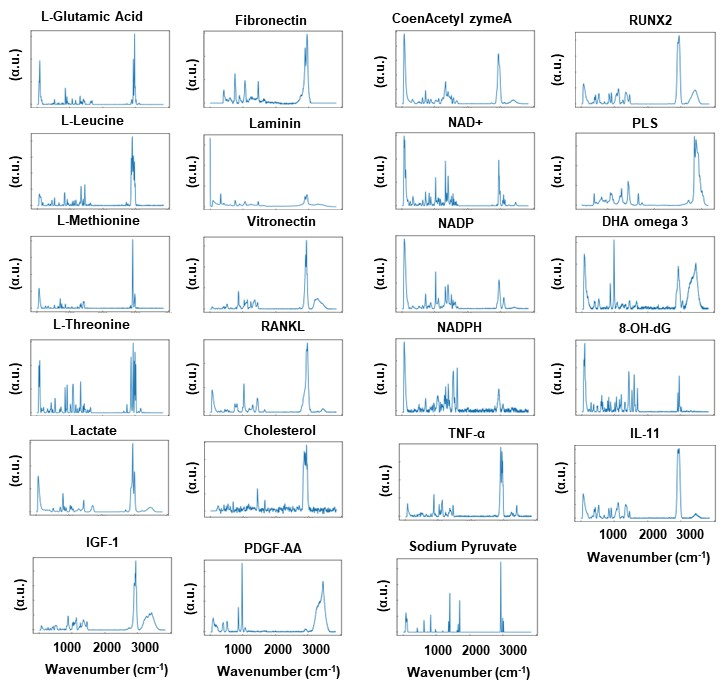 L-Glutamic Acid
Fibronectin
CoenAcetyl zymeA
RUNX2
(α.u.)
(α.u.)
(α.u.)
(α.u.)
L-Leucine
Laminin
NAD+
PLS
(α.u.)
(α.u.)
(α.u.)
(α.u.)
L-Methionine
Vitronectin
NADP
DHA omega 3
(α.u.)
(α.u.)
(α.u.)
(α.u.)
L-Threonine
RANKL
NADPH
8-OH-dG
(α.u.)
(α.u.)
(α.u.)
(α.u.)
Lactate
Cholesterol
TNF-α
IL-11
(α.u.)
(α.u.)
(α.u.)
(α.u.)
1000 2000 3000
Wavenumber (cm-1)
IGF-1
PDGF-AA
Sodium Pyruvate
(α.u.)
(α.u.)
(α.u.)
1000 2000 3000
1000 2000 3000
1000 2000 3000
Wavenumber (cm-1)
Wavenumber (cm-1)
Wavenumber (cm-1)